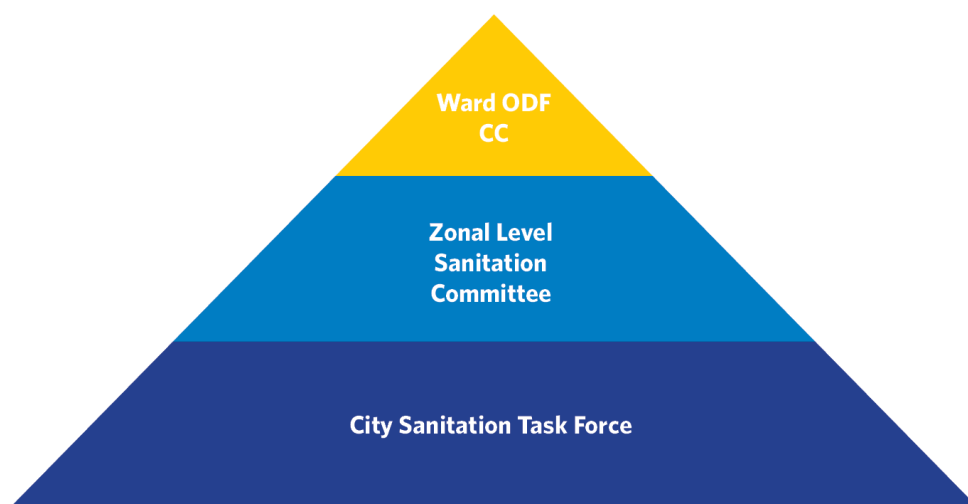 Ward ODF
CC
Zonal Level
Sanitation
Committee
City Sanitation Task Force